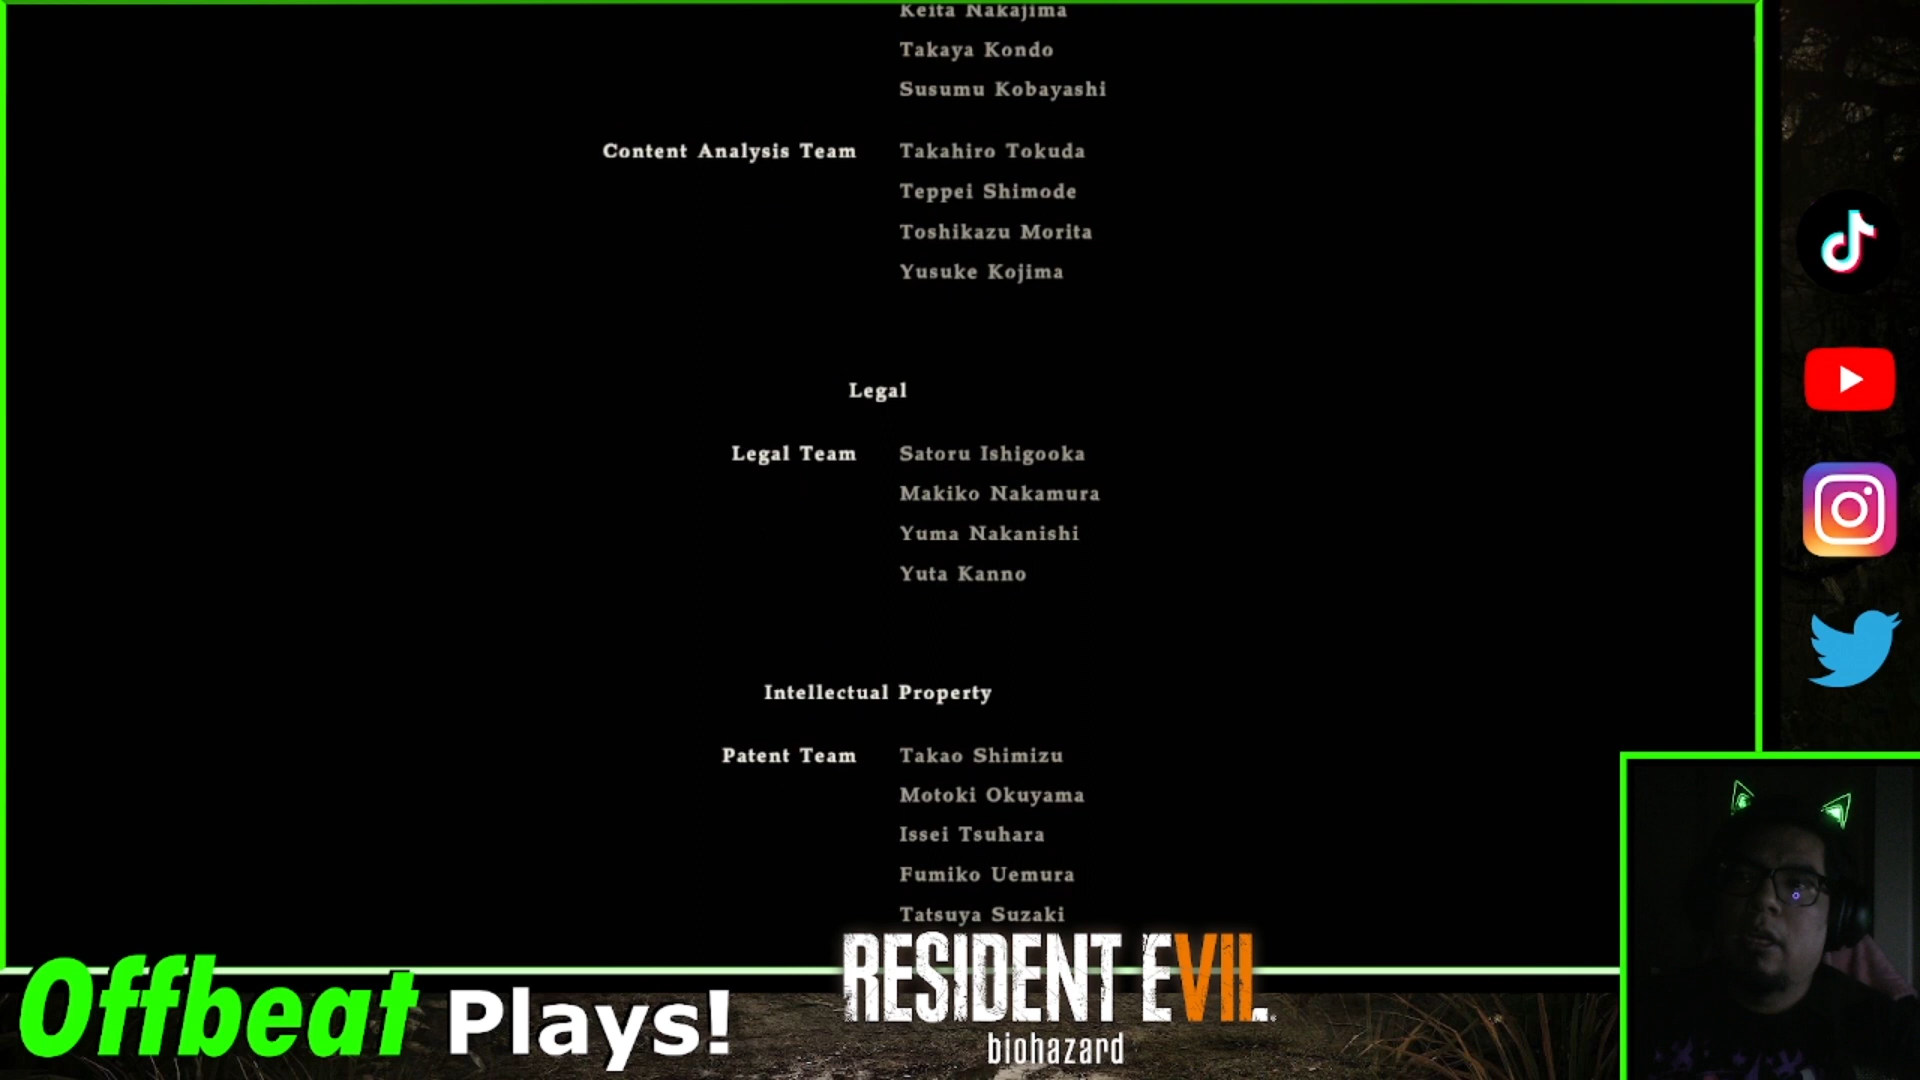 Keita Nakajima
Takaya Kondo
Susumu Kobayashi
Content Analysis Team Takahiro Tokuda
Teppei Shimode
Toshikazu Morita
Yusuke Kojima
Legal
Legal Team Satoru Ishigooka
Makiko Nakamura
Yuma Nakanishi
Yuta Kanno
Intellectual Property
Patent Team Takao Shimizu
Motoki Okuyama
Issei Tsuhara
Fumiko Uemura
Tatsuya Suzaki
Offbeat Plays!
RESIDENT EVIL
biohazard